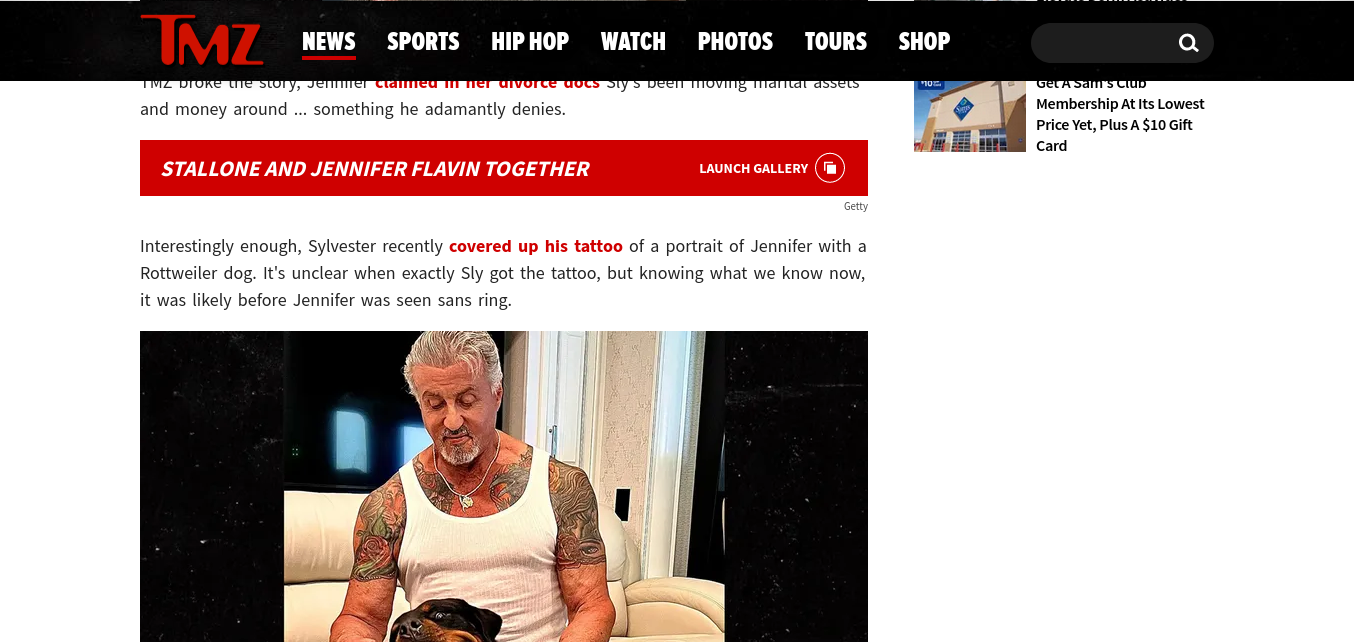 TMZ
NEWS
SPORTS
HIP HOP
WATCH
PHOTOS
TOURS
SHOP
TMZ broke the story, Jennifer claimed in her divorce docs Sly's been moving marital assets
and money around ... something he adamantly denies.
STALLONE AND JENNIFER FLAVIN TOGETHER
LAUNCH GALLERY
Getty
Interestingly enough, Sylvester recently covered up his tattoo of a portrait of Jennifer with a
Rottweiler dog. It's unclear when exactly Sly got the tattoo, but knowing what we know now,
it was likely before Jennifer was seen sans ring.
Get A Sam's Club
Membership At Its Lowest
Price Yet, Plus A $10 Gift
Card